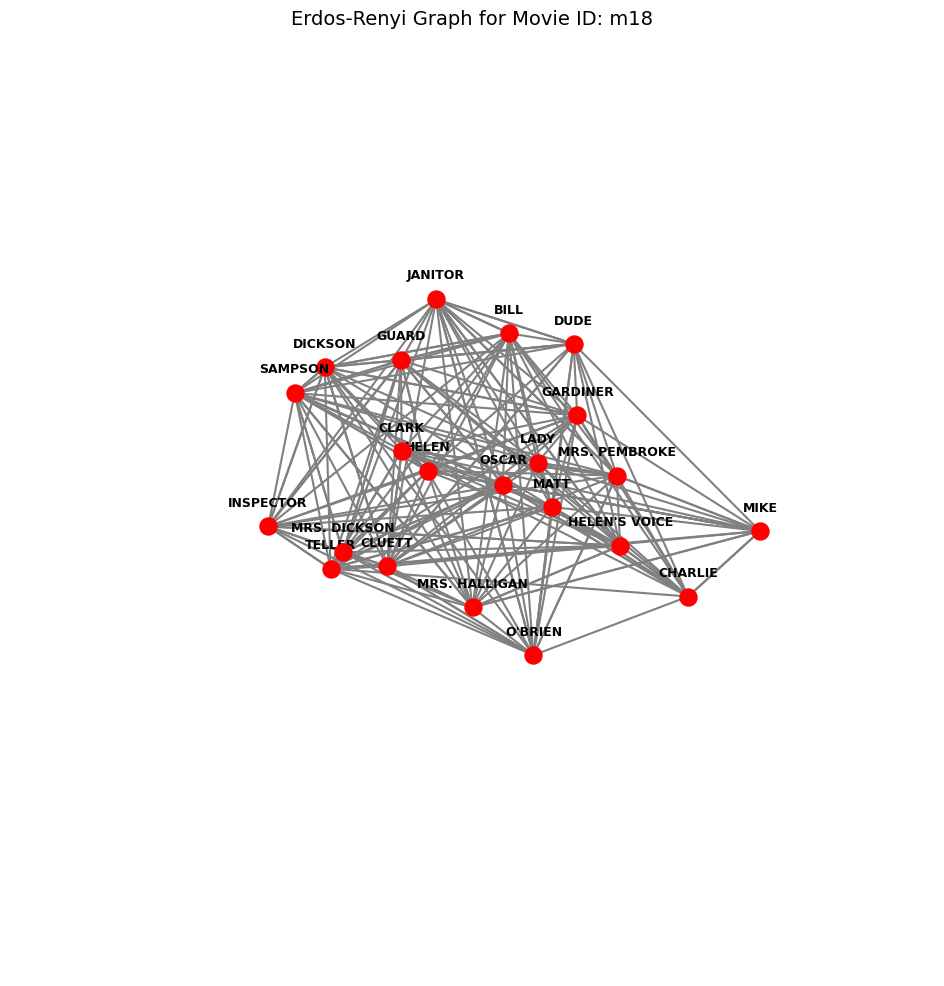 Erdos-Renyi Graph for Movie ID: m18
JANITOR
BILL
DUDE
GUARD
DICKSON
SAMPSON
GARDINER
CLARK
LADY
HELEN
MRS. PEMBROKE
OSCAR
MATT
INSPECTOR
MIKE
HELEN'S VOICE
MRS. DICKSON
TELLER
CLUETT
CHARLIE
MRS. HALLIGAN
O'BRIEN